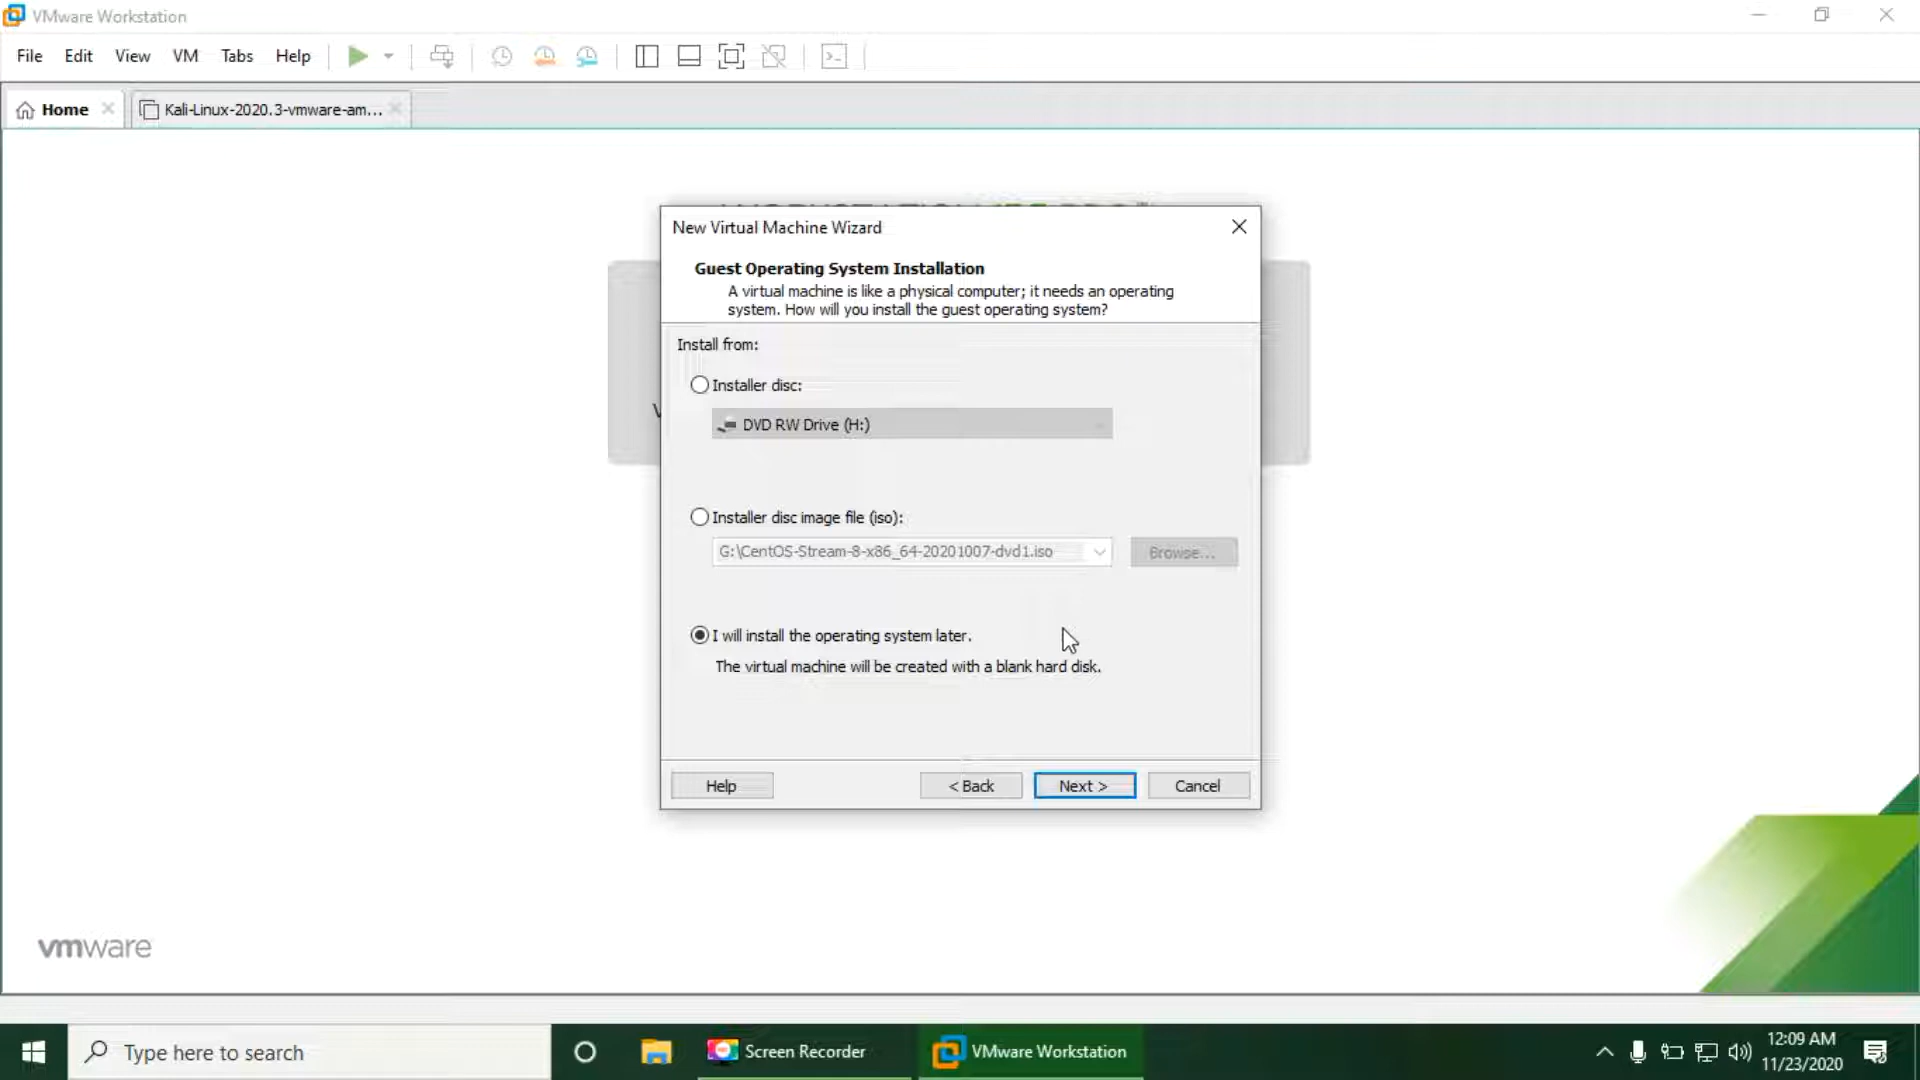 VMware Workstation
File Edit View VM Tabs Help
Home
Kali-Linux-2020.3-vmware-am...
New Virtual Machine Wizard
Guest Operating System Installation
A virtual machine is like a physical computer; it needs an operating
system. How will you install the guest operating system?
Install from:
Installer disc:
DVD RW Drive (H:)
Installer disc image file (iso):
G:\CentOS-Stream-8-x86_64-20201007-dvd1.iso
Browse...
I will install the operating system later.
The virtual machine will be created with a blank hard disk.
Help
< Back
Next >
Cancel
vmware
Type here to search
Screen Recorder
VMware Workstation
12:09 AM
11/23/2020